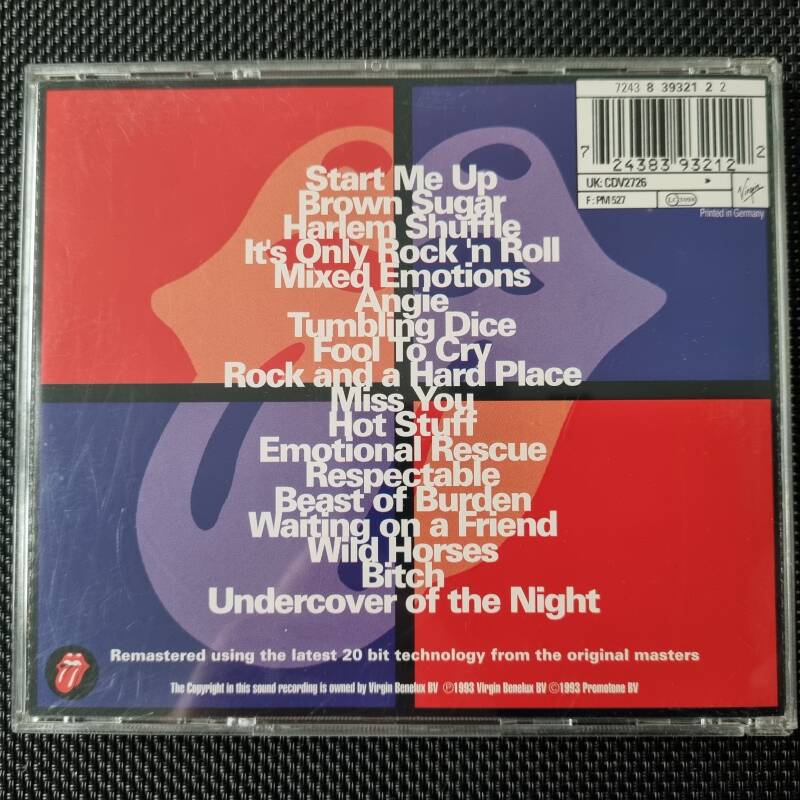 7243 8 39321 2 2
7 24383 93212 2
UK: CDV2726
F: PM 527
Virgin
Printed in Germany
Start Me Up
Brown Sugar
Harlem Shuffle
It's Only Rock 'n Roll
Mixed Emotions
Angie
Tumbling Dice
Fool To Cry
Rock and a Hard Place
Miss You
Hot Stuff
Emotional Rescue
Respectable
Beast of Burden
Waiting on a Friend
Wild Horses
Bitch
Undercover of the Night
Remastered using the latest 20 bit technology from the original masters
The Copyright in this sound recording is owned by Virgin Benelux BV ℗1993 Virgin Benelux BV ©1993 Promotone BV